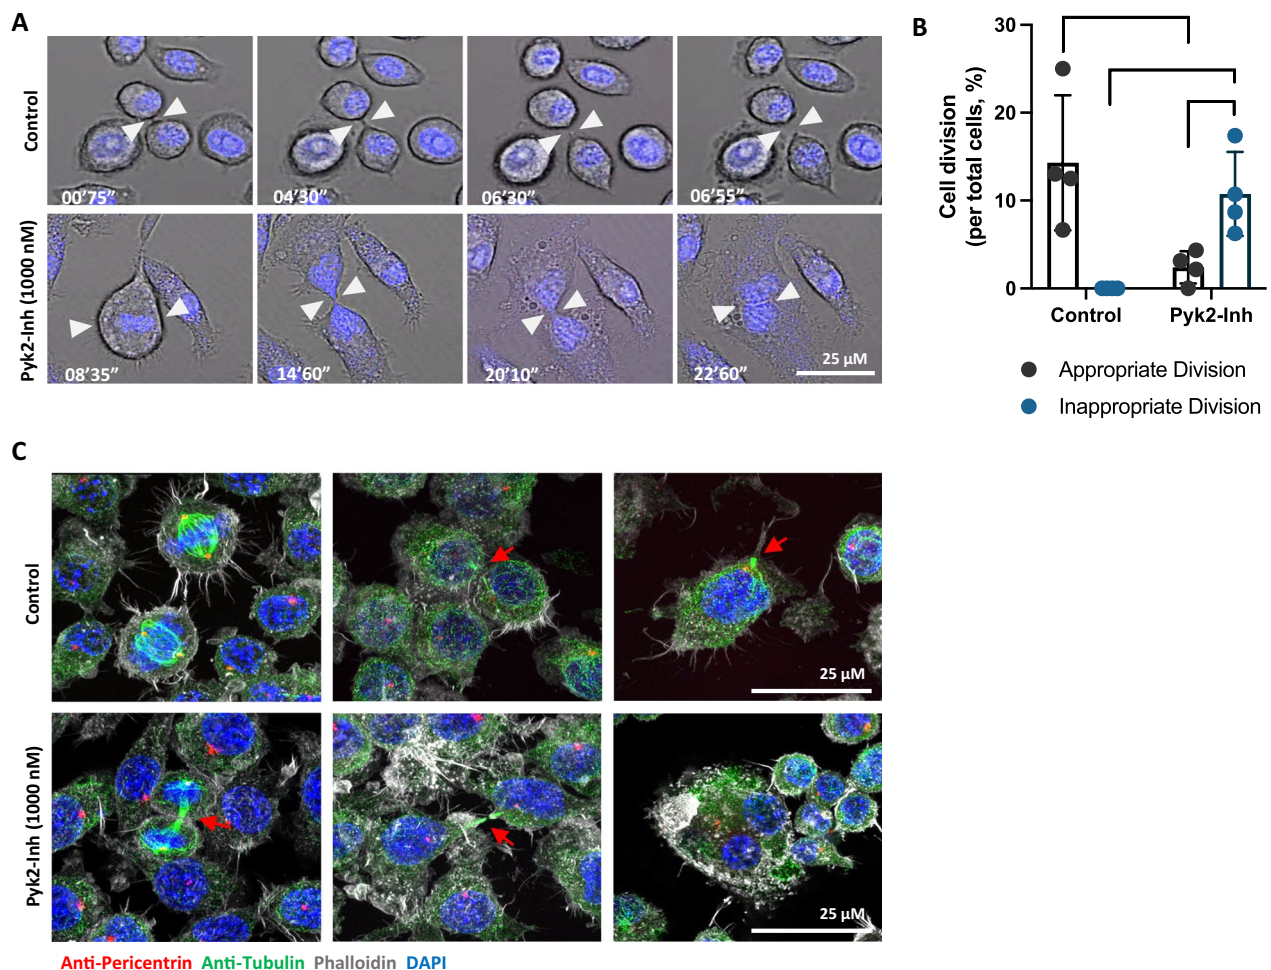 A
Control
00’75”
04’30”
06’30”
06’55”
Pyk2-Inh (1000 nM)
08’35”
14’60”
20’10”
22’60”
25 μM
B
Cell division
(per total cells, %)
30
20
10
0
Control
Pyk2-Inh
Appropriate Division
Inappropriate Division
C
Control
25 μM
Pyk2-Inh (1000 nM)
25 μM
Anti-Pericentrin Anti-Tubulin Phalloidin DAPI